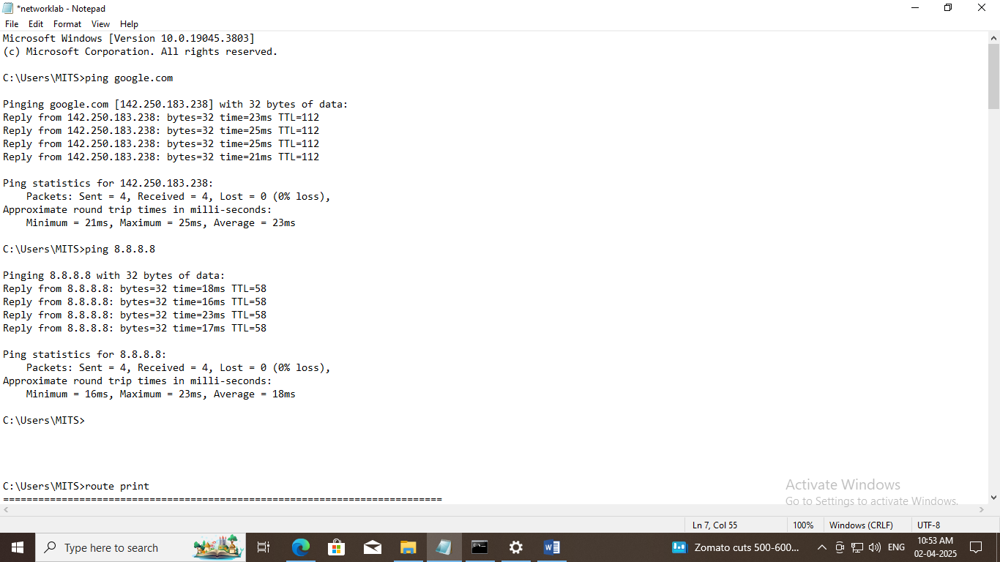 *networklab - Notepad
File Edit Format View Help
Microsoft Windows [Version 10.0.19045.3803]
(c) Microsoft Corporation. All rights reserved.
C:\Users\MITS>ping google.com
Pinging google.com [142.250.183.238] with 32 bytes of data:
Reply from 142.250.183.238: bytes=32 time=23ms TTL=112
Reply from 142.250.183.238: bytes=32 time=25ms TTL=112
Reply from 142.250.183.238: bytes=32 time=25ms TTL=112
Reply from 142.250.183.238: bytes=32 time=21ms TTL=112
Ping statistics for 142.250.183.238:
    Packets: Sent = 4, Received = 4, Lost = 0 (0% loss),
Approximate round trip times in milli-seconds:
    Minimum = 21ms, Maximum = 25ms, Average = 23ms
C:\Users\MITS>ping 8.8.8.8
Pinging 8.8.8.8 with 32 bytes of data:
Reply from 8.8.8.8: bytes=32 time=18ms TTL=58
Reply from 8.8.8.8: bytes=32 time=16ms TTL=58
Reply from 8.8.8.8: bytes=32 time=23ms TTL=58
Reply from 8.8.8.8: bytes=32 time=17ms TTL=58
Ping statistics for 8.8.8.8:
    Packets: Sent = 4, Received = 4, Lost = 0 (0% loss),
Approximate round trip times in milli-seconds:
    Minimum = 16ms, Maximum = 23ms, Average = 18ms
C:\Users\MITS>
C:\Users\MITS>route print
===========================================================================
Activate Windows
Go to Settings to activate Windows.
Ln 7, Col 55 100% Windows (CRLF) UTF-8
Type here to search
Zomato cuts 500-600...
ENG
10:53 AM
02-04-2025